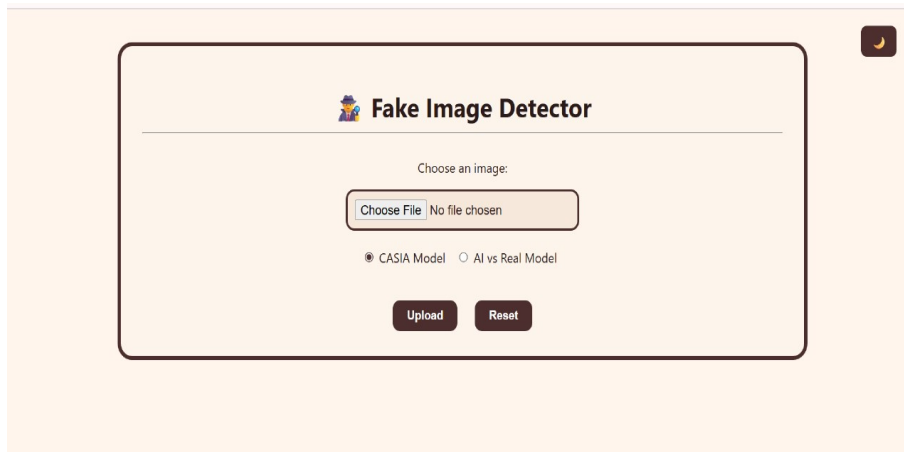 Fake Image Detector
Choose an image:
Choose File No file chosen
CASIA Model AI vs Real Model
Upload Reset